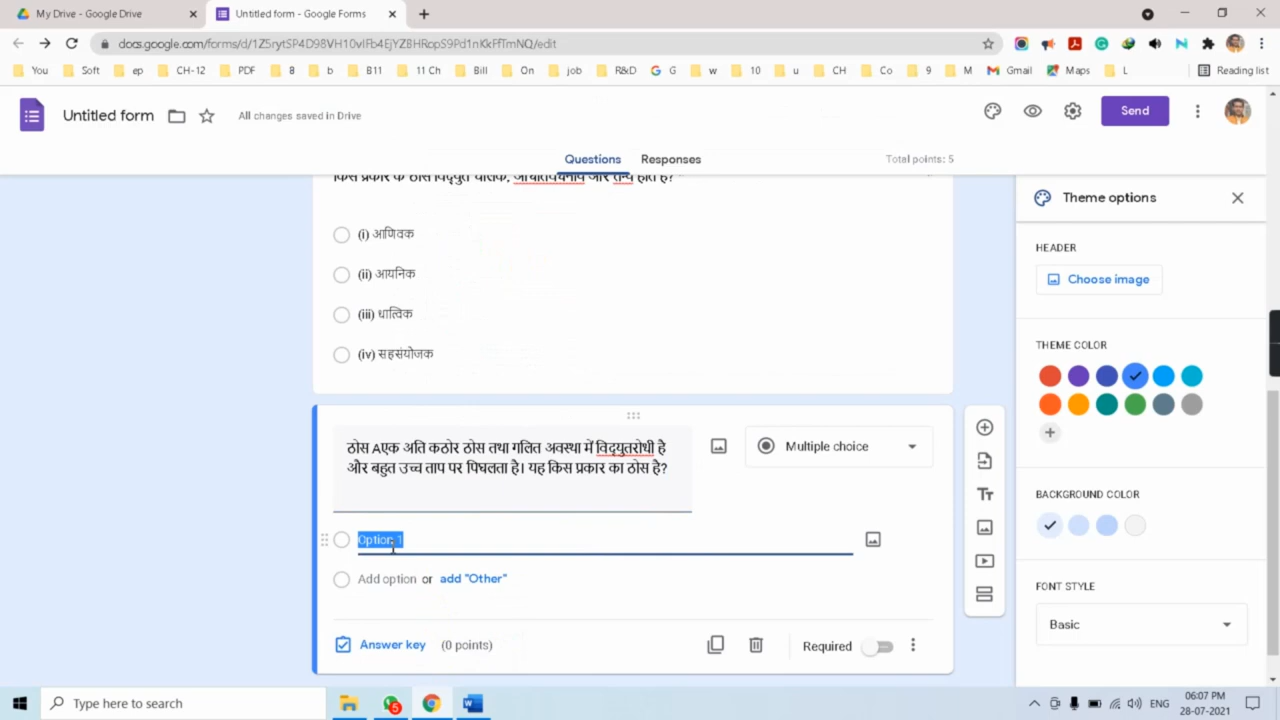 My Drive - Google Drive
Untitled form - Google Forms
docs.google.com/forms/d/1Z5rytSP4D98VH10vIFb4EjYZ8HRopS9Pd1nKkFfTmNQ/edit
You Soft ep CH-12 PDF 8 b B11 11 Ch Bill On job R&D G w 10 u CH Co 9 M Gmail Maps L Reading list
Untitled form
All changes saved in Drive
Send
Questions Responses Total points: 5
(i) आणिवक
(ii) आयनिक
(iii) धात्विक
(iv) सहसंयोजक
ठोस Aएक अति कठोर ठोस तथा गलित अवस्था में विद्युतरोधी है
और बहुत उच्च ताप पर पिघलता है। यह किस प्रकार का ठोस है?
Multiple choice
Option 1
Add option or add "Other"
Answer key (0 points)
Required
Theme options
HEADER
Choose image
THEME COLOR
BACKGROUND COLOR
FONT STYLE
Basic
Type here to search
5
ENG
06:07 PM
28-07-2021